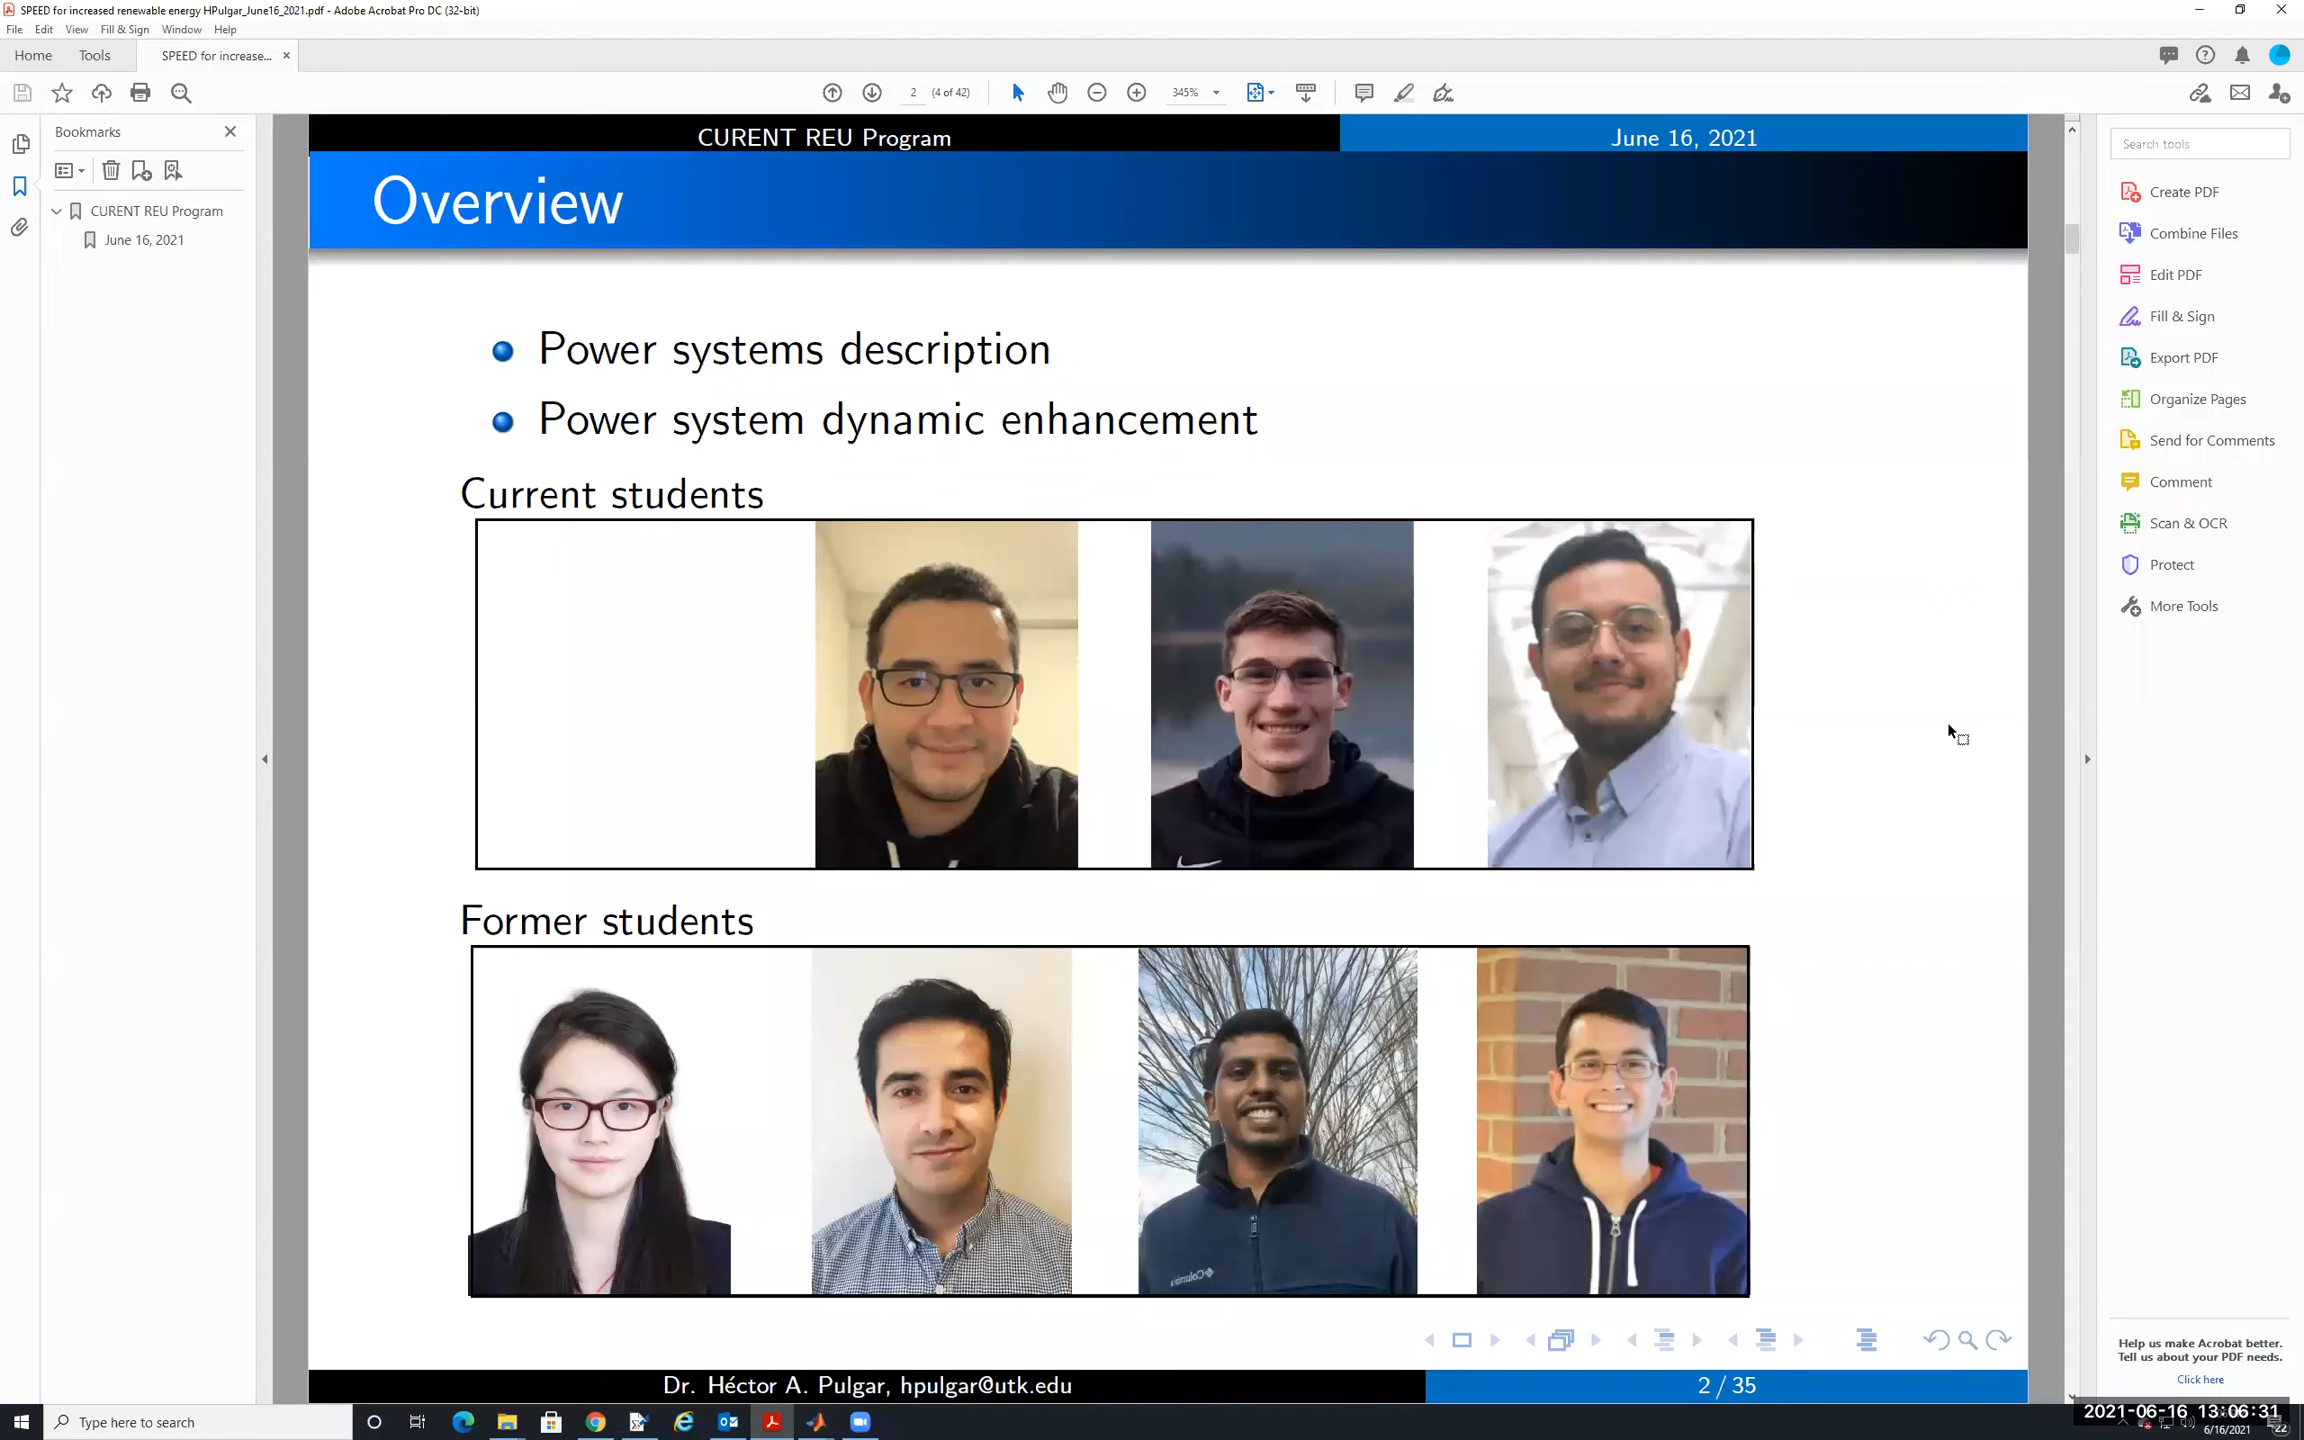 SPEED for increased renewable energy HPulgar_June16_2021.pdf - Adobe Acrobat Pro DC (32-bit)
File Edit View Fill & Sign Window Help
Home Tools SPEED for increase...
2 (4 of 42) 345%
Bookmarks
CURENT REU Program
June 16, 2021
CURENT REU Program June 16, 2021
Overview
Power systems description
Power system dynamic enhancement
Current students
Former students
Columbia
Dr. Héctor A. Pulgar, hpulgar@utk.edu 2 / 35
Search tools
Create PDF
Combine Files
Edit PDF
Fill & Sign
Export PDF
Organize Pages
Send for Comments
Comment
Scan & OCR
Protect
More Tools
Help us make Acrobat better.
Tell us about your PDF needs.
Click here
Type here to search
2021-06-16 13:06:31
6/16/2021
22